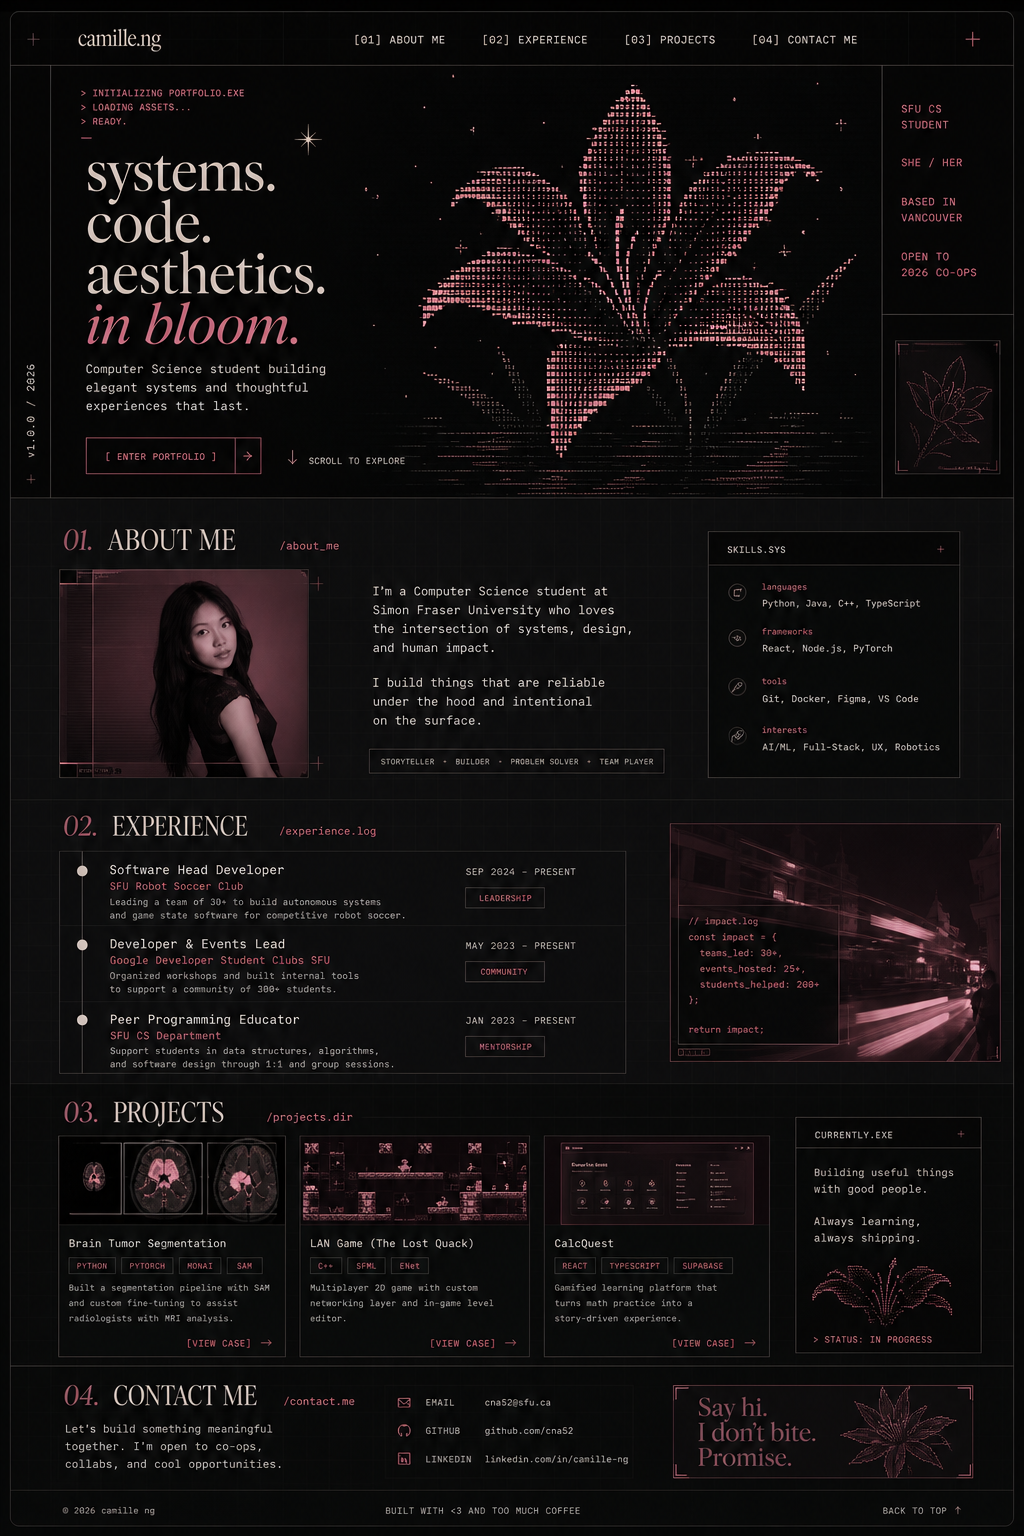 camille.ng
[01] ABOUT ME
[02] EXPERIENCE
[03] PROJECTS
[04] CONTACT ME
v1.0.0 / 2026
> INITIALIZING PORTFOLIO.EXE
> LOADING ASSETS...
> READY.
systems.
code.
aesthetics.
in bloom.
Computer Science student building
elegant systems and thoughtful
experiences that last.
[ ENTER PORTFOLIO ] →
↓ SCROLL TO EXPLORE
SFU CS
STUDENT
SHE / HER
BASED IN
VANCOUVER
OPEN TO
2026 CO-OPS
01. ABOUT ME
/about_me
I'm a Computer Science student at
Simon Fraser University who loves
the intersection of systems, design,
and human impact.
I build things that are reliable
under the hood and intentional
on the surface.
STORYTELLER + BUILDER + PROBLEM SOLVER + TEAM PLAYER
SKILLS.SYS +
languages
Python, Java, C++, TypeScript
frameworks
React, Node.js, PyTorch
tools
Git, Docker, Figma, VS Code
interests
AI/ML, Full-Stack, UX, Robotics
02. EXPERIENCE
/experience.log
Software Head Developer
SFU Robot Soccer Club
Leading a team of 30+ to build autonomous systems
and game state software for competitive robot soccer.
SEP 2024 – PRESENT
LEADERSHIP
Developer & Events Lead
Google Developer Student Clubs SFU
Organized workshops and built internal tools
to support a community of 300+ students.
MAY 2023 – PRESENT
COMMUNITY
Peer Programming Educator
SFU CS Department
Support students in data structures, algorithms,
and software design through 1:1 and group sessions.
JAN 2023 – PRESENT
MENTORSHIP
// impact.log
const impact = {
teams_led: 30+,
events_hosted: 25+,
students_helped: 200+
};
return impact;
03. PROJECTS
/projects.dir
Brain Tumor Segmentation
PYTHON
PYTORCH
MONAI
SAM
Built a segmentation pipeline with SAM
and custom fine-tuning to assist
radiologists with MRI analysis.
[VIEW CASE] →
LAN Game (The Lost Quack)
C++
SFML
ENet
Multiplayer 2D game with custom
networking layer and in-game level
editor.
[VIEW CASE] →
CalcQuest
REACT
TYPESCRIPT
SUPABASE
Gamified learning platform that
turns math practice into a
story-driven experience.
[VIEW CASE] →
CURRENTLY.EXE +
Building useful things
with good people.
Always learning,
always shipping.
> STATUS: IN PROGRESS
04. CONTACT ME
/contact.me
Let's build something meaningful
together. I'm open to co-ops,
collabs, and cool opportunities.
EMAIL cna52@sfu.ca
GITHUB github.com/cna52
LINKEDIN linkedin.com/in/camille-ng
Say hi.
I don't bite.
Promise.
© 2026 camille ng
BUILT WITH <3 AND TOO MUCH COFFEE
BACK TO TOP ↑